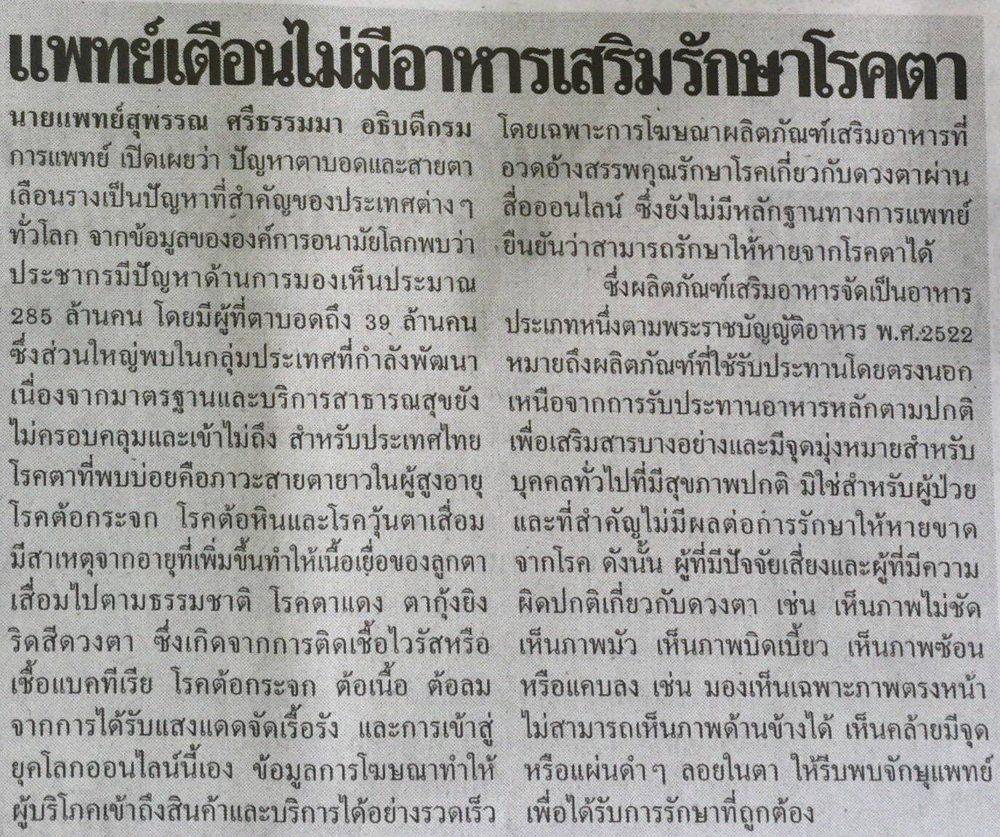 แพทย์เตือนไม่มีอาหารเสริมรักษาโรคตา
นายแพทย์สุพรรณ ศรีธรรมมา อธิบดีกรม
การแพทย์ เปิดเผยว่า ปัญหาตาบอดและสายตา
เลือนรางเป็นปัญหาที่สำคัญของประเทศต่างๆ
ทั่วโลก จากข้อมูลขององค์การอนามัยโลกพบว่า
ประชากรมีปัญหาด้านการมองเห็นประมาณ
285 ล้านคน โดยมีผู้ที่ตาบอดถึง 39 ล้านคน
ซึ่งส่วนใหญ่พบในกลุ่มประเทศที่กำลังพัฒนา
เนื่องจากมาตรฐานและบริการสาธารณสุขยัง
ไม่ครอบคลุมและเข้าไม่ถึง สำหรับประเทศไทย
โรคตาที่พบบ่อยคือภาวะสายตายาวในผู้สูงอายุ
โรคต้อกระจก โรคต้อหินและโรควุ้นตาเสื่อม
มีสาเหตุจากอายุที่เพิ่มขึ้นทำให้เนื้อเยื่อของลูกตา
เสื่อมไปตามธรรมชาติ โรคตาแดง ตากุ้งยิง
ริดสีดวงตา ซึ่งเกิดจากการติดเชื้อไวรัสหรือ
เชื้อแบคทีเรีย โรคต้อกระจก ต้อเนื้อ ต้อลม
จากการได้รับแสงแดดจัดเรื้อรัง และการเข้าสู่
ยุคโลกออนไลน์นี้เอง ข้อมูลการโฆษณาทำให้
ผู้บริโภคเข้าถึงสินค้าและบริการได้อย่างรวดเร็ว
โดยเฉพาะการโฆษณาผลิตภัณฑ์เสริมอาหารที่
อวดอ้างสรรพคุณรักษาโรคเกี่ยวกับดวงตาผ่าน
สื่อออนไลน์ ซึ่งยังไม่มีหลักฐานทางการแพทย์
ยืนยันว่าสามารถรักษาให้หายจากโรคตาได้
ซึ่งผลิตภัณฑ์เสริมอาหารจัดเป็นอาหาร
ประเภทหนึ่งตามพระราชบัญญัติอาหาร พ.ศ.2522
หมายถึงผลิตภัณฑ์ที่ใช้รับประทานโดยตรงนอก
เหนือจากการรับประทานอาหารหลักตามปกติ
เพื่อเสริมสารบางอย่างและมีจุดมุ่งหมายสำหรับ
บุคคลทั่วไปที่มีสุขภาพปกติ มิใช่สำหรับผู้ป่วย
และที่สำคัญไม่มีผลต่อการรักษาให้หายขาด
จากโรค ดังนั้น ผู้ที่มีปัจจัยเสี่ยงและผู้ที่มีความ
ผิดปกติเกี่ยวกับดวงตา เช่น เห็นภาพไม่ชัด
เห็นภาพมัว เห็นภาพบิดเบี้ยว เห็นภาพซ้อน
หรือแคบลง เช่น มองเห็นเฉพาะภาพตรงหน้า
ไม่สามารถเห็นภาพด้านข้างได้ เห็นคล้ายมีจุด
หรือแผ่นดำๆ ลอยในตา ให้รีบพบจักษุแพทย์
เพื่อได้รับการรักษาที่ถูกต้อง